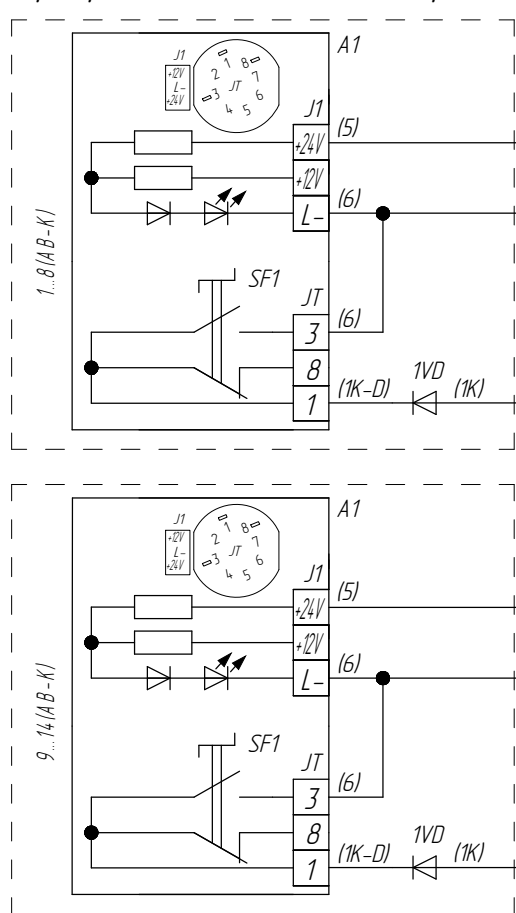 A1
J1
+12V
L-
+24V
1
8
2
7
JT
3
6
4
5
J1
+24V
(5)
+12V
L-
(6)
1...8(AB-K)
SF1
JT
3
(6)
8
1
(1K-D)
1VD
(1K)
A1
J1
+12V
L-
+24V
1
8
2
7
JT
3
6
4
5
J1
+24V
(5)
+12V
L-
(6)
9...14(AB-K)
SF1
JT
3
(6)
8
1
(1K-D)
1VD
(1K)